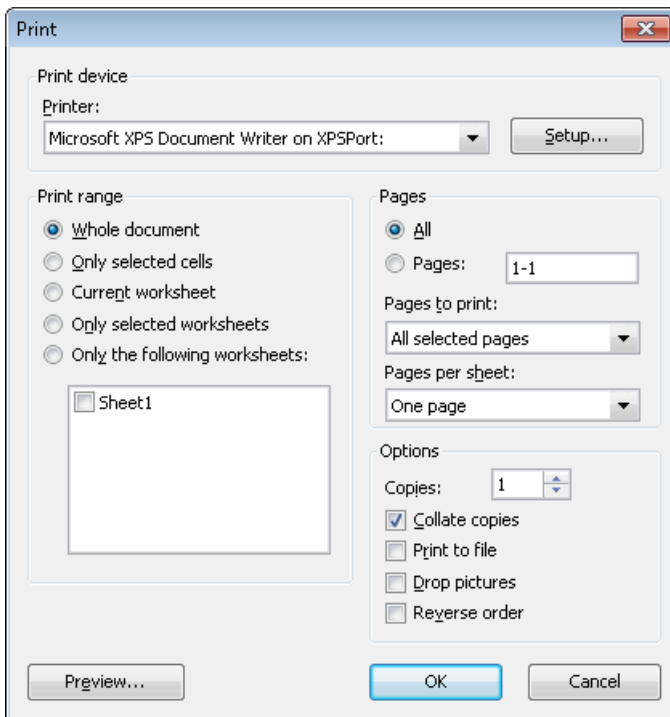 Print
Print device
Printer:
Microsoft XPS Document Writer on XPSPort:
Setup...
Print range
Whole document
Only selected cells
Current worksheet
Only selected worksheets
Only the following worksheets:
Sheet1
Pages
All
Pages: 1-1
Pages to print:
All selected pages
Pages per sheet:
One page
Options
Copies: 1
Collate copies
Print to file
Drop pictures
Reverse order
Preview...
OK
Cancel